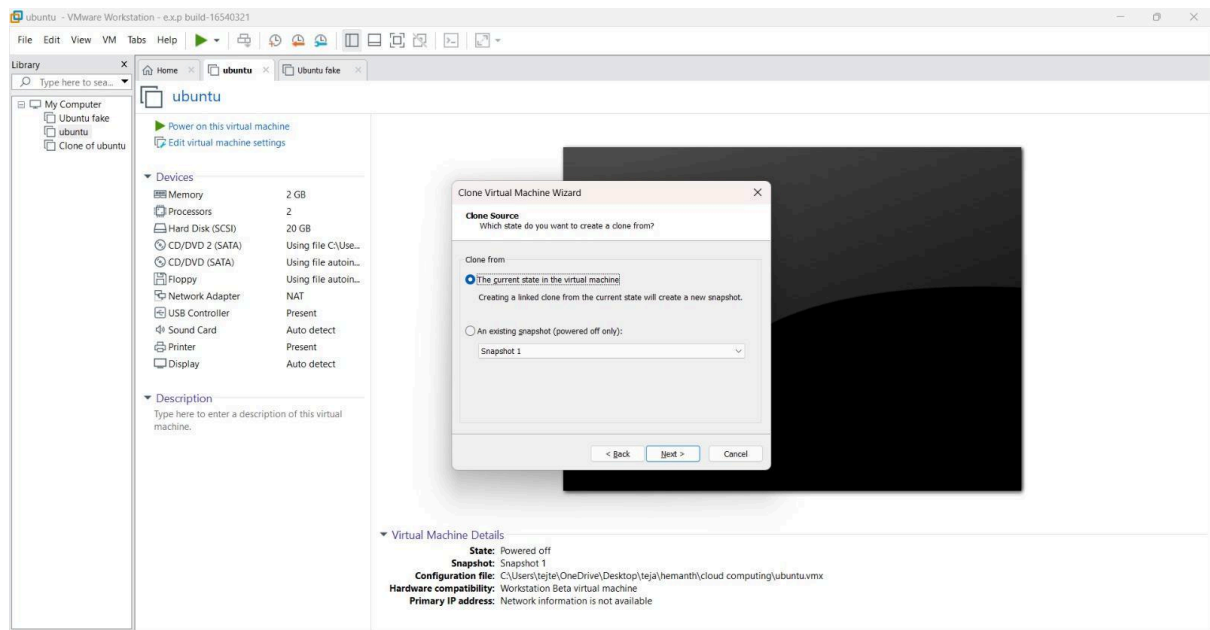 ubuntu - VMware Workstation - e.x.p build-16540321
File Edit View VM Tabs Help
Library X
Type here to sea...
My Computer
Ubuntu fake
ubuntu
Clone of ubuntu
Home ubuntu Ubuntu fake
ubuntu
Power on this virtual machine
Edit virtual machine settings
Devices
Memory 2 GB
Processors 2
Hard Disk (SCSI) 20 GB
CD/DVD 2 (SATA) Using file C:\Use...
CD/DVD (SATA) Using file autoin...
Floppy Using file autoin...
Network Adapter NAT
USB Controller Present
Sound Card Auto detect
Printer Present
Display Auto detect
Description
Type here to enter a description of this virtual
machine.
Clone Virtual Machine Wizard
Clone Source
Which state do you want to create a clone from?
Clone from
The current state in the virtual machine
Creating a linked clone from the current state will create a new snapshot.
An existing snapshot (powered off only):
Snapshot 1
< Back Next > Cancel
Virtual Machine Details
State: Powered off
Snapshot: Snapshot 1
Configuration file: C:\Users\tejte\OneDrive\Desktop\teja\hemanth\cloud computing\ubuntu.vmx
Hardware compatibility: Workstation Beta virtual machine
Primary IP address: Network information is not available